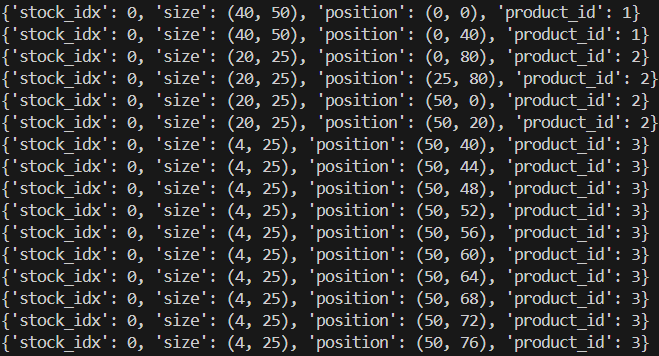 {'stock_idx': 0, 'size': (40, 50), 'position': (0, 0), 'product_id': 1}
{'stock_idx': 0, 'size': (40, 50), 'position': (0, 40), 'product_id': 1}
{'stock_idx': 0, 'size': (20, 25), 'position': (0, 80), 'product_id': 2}
{'stock_idx': 0, 'size': (20, 25), 'position': (25, 80), 'product_id': 2}
{'stock_idx': 0, 'size': (20, 25), 'position': (50, 0), 'product_id': 2}
{'stock_idx': 0, 'size': (20, 25), 'position': (50, 20), 'product_id': 2}
{'stock_idx': 0, 'size': (4, 25), 'position': (50, 40), 'product_id': 3}
{'stock_idx': 0, 'size': (4, 25), 'position': (50, 44), 'product_id': 3}
{'stock_idx': 0, 'size': (4, 25), 'position': (50, 48), 'product_id': 3}
{'stock_idx': 0, 'size': (4, 25), 'position': (50, 52), 'product_id': 3}
{'stock_idx': 0, 'size': (4, 25), 'position': (50, 56), 'product_id': 3}
{'stock_idx': 0, 'size': (4, 25), 'position': (50, 60), 'product_id': 3}
{'stock_idx': 0, 'size': (4, 25), 'position': (50, 64), 'product_id': 3}
{'stock_idx': 0, 'size': (4, 25), 'position': (50, 68), 'product_id': 3}
{'stock_idx': 0, 'size': (4, 25), 'position': (50, 72), 'product_id': 3}
{'stock_idx': 0, 'size': (4, 25), 'position': (50, 76), 'product_id': 3}